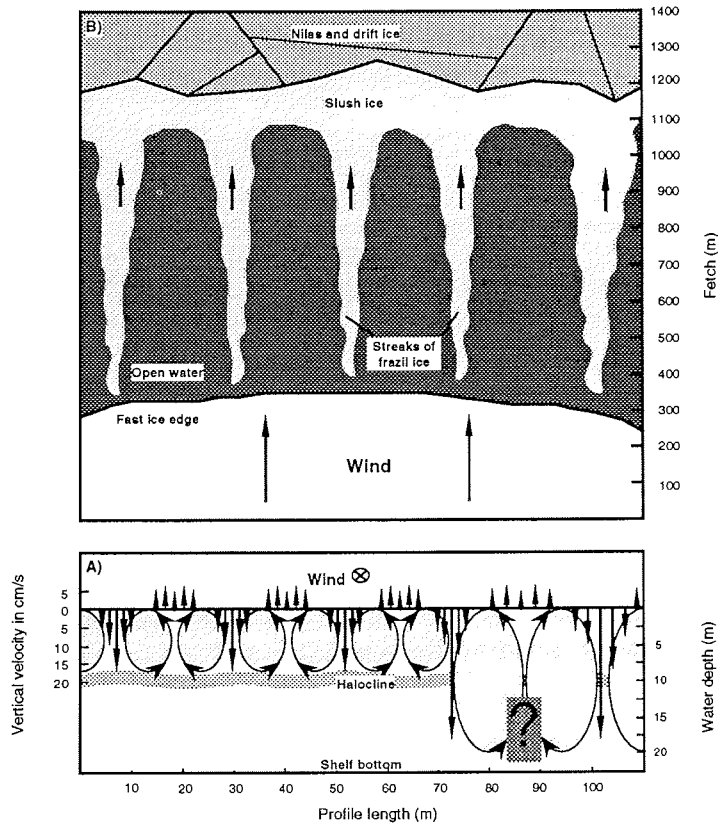 B)
Nilas and drift ice
Slush ice
Streaks of
frazil ice
Open water
Fast ice edge
Wind
1400
1300
1200
1100
1000
900
800
700
600
500
400
300
200
100
Fetch (m)
A)
Wind
Vertical velocity in cm/s
5
0
5
10
15
20
Halocline
?
Shelf bottom
5
10
15
20
Water depth (m)
10
20
30
40
50
60
70
80
90
100
Profile length (m)